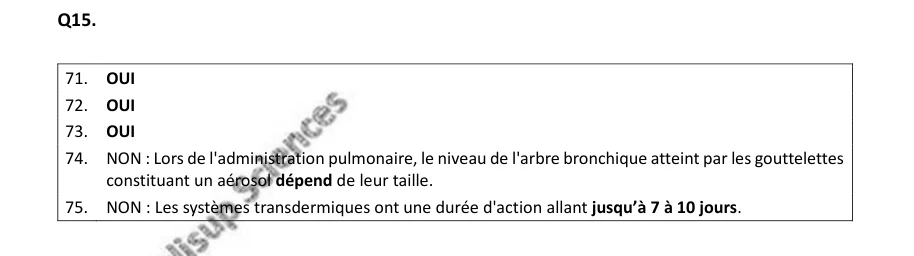 Q15.
71. OUI
72. OUI
73. OUI
74. NON : Lors de l'administration pulmonaire, le niveau de l'arbre bronchique atteint par les gouttelettes
constituant un aérosol dépend de leur taille.
75. NON : Les systèmes transdermiques ont une durée d'action allant jusqu'à 7 à 10 jours.
lisup Sciences